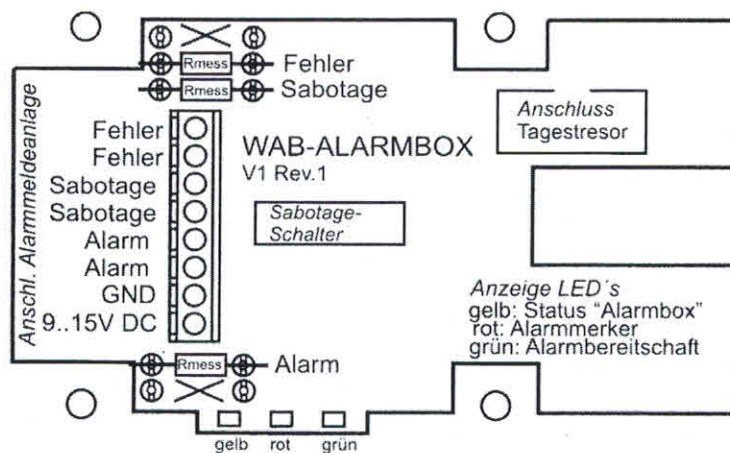 Rmess Fehler
Rmess Sabotage
Anschl. Alarmmeldeanlage
Fehler
Fehler
Sabotage
Sabotage
Alarm
Alarm
GND
9..15V DC
WAB-ALARMBOX
V1 Rev.1
Sabotage-
Schalter
Anschluss
Tagestresor
Anzeige LED´s
gelb: Status "Alarmbox"
rot: Alarmmerker
grün: Alarmbereitschaft
Rmess Alarm
gelb rot grün